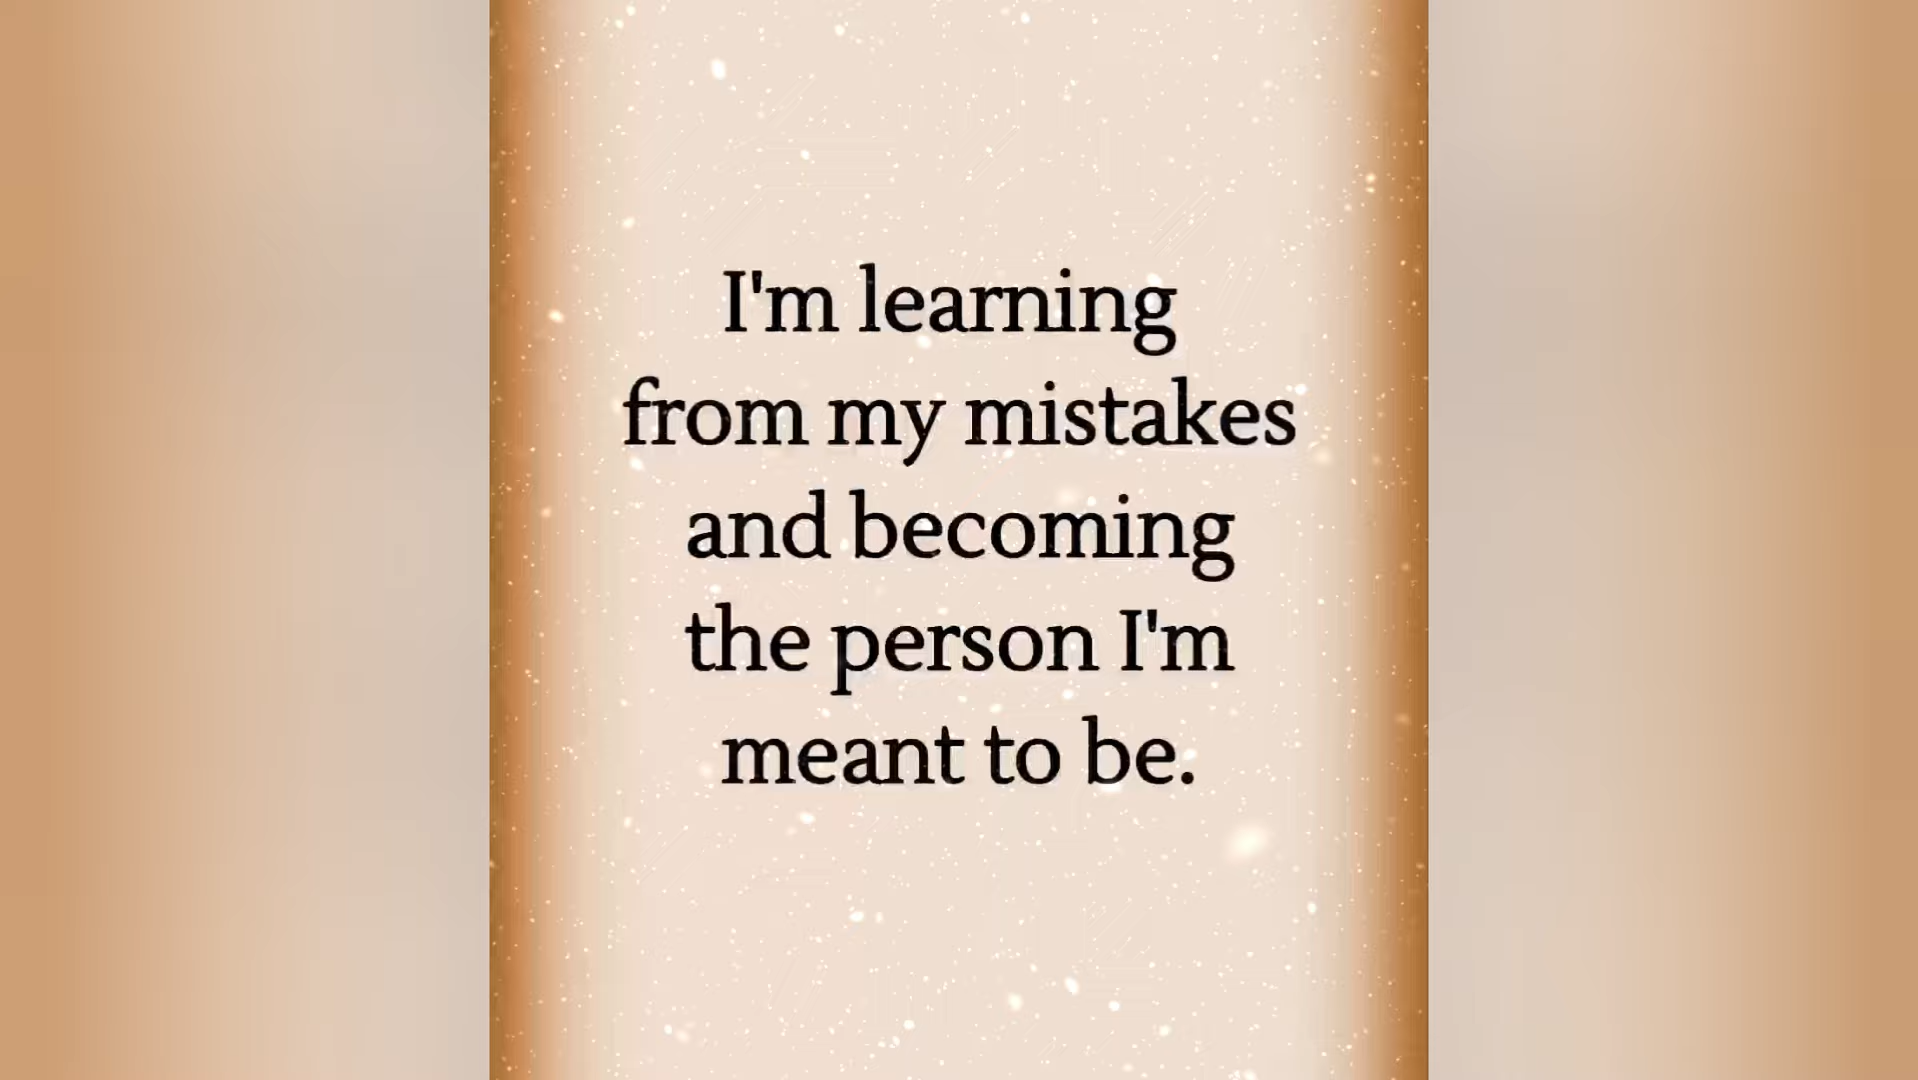 I'm learning
from my mistakes
and becoming
the person I'm
meant to be.